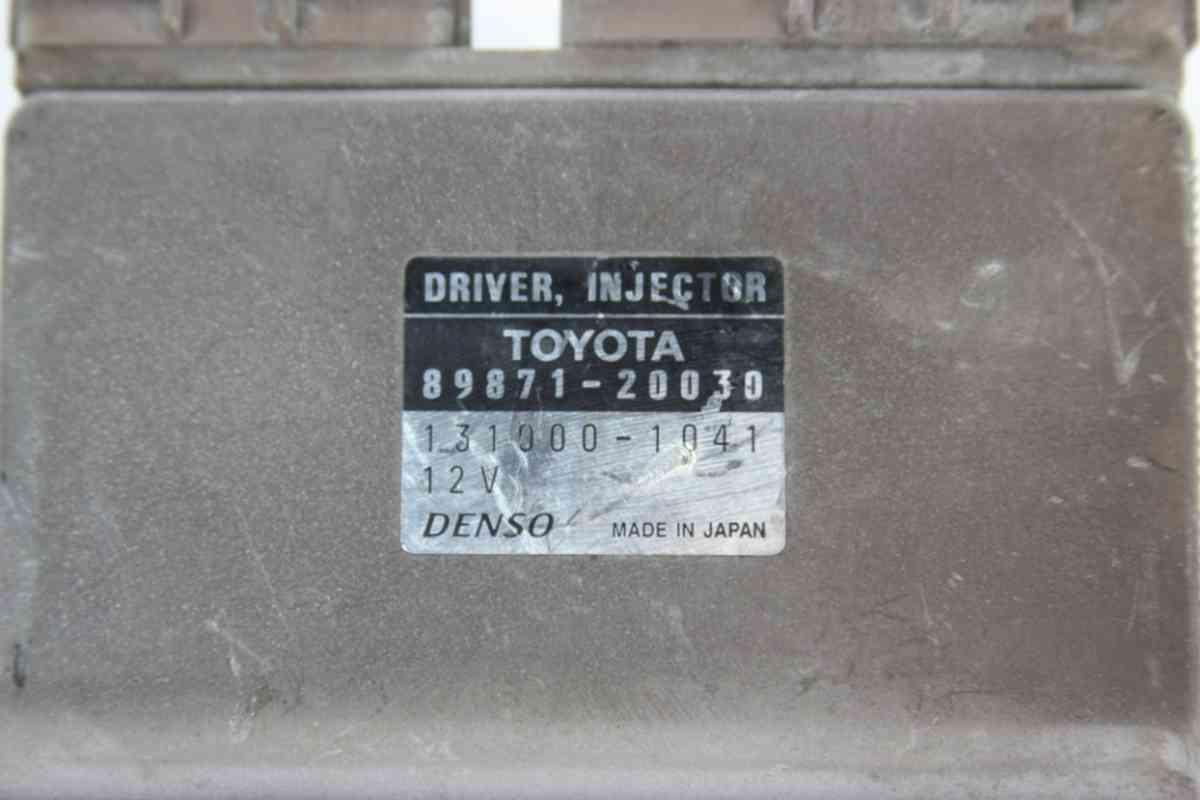 DRIVER, INJECTOR
TOYOTA
89871-20030
131000-1041
12V
DENSO MADE IN JAPAN